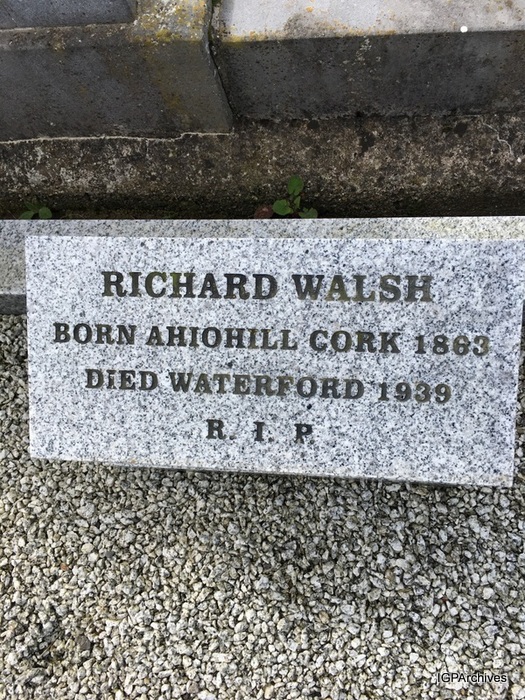 RICHARD WALSH
BORN AHIOHILL CORK 1863
DIED WATERFORD 1939
R. I. P
IGPArchives